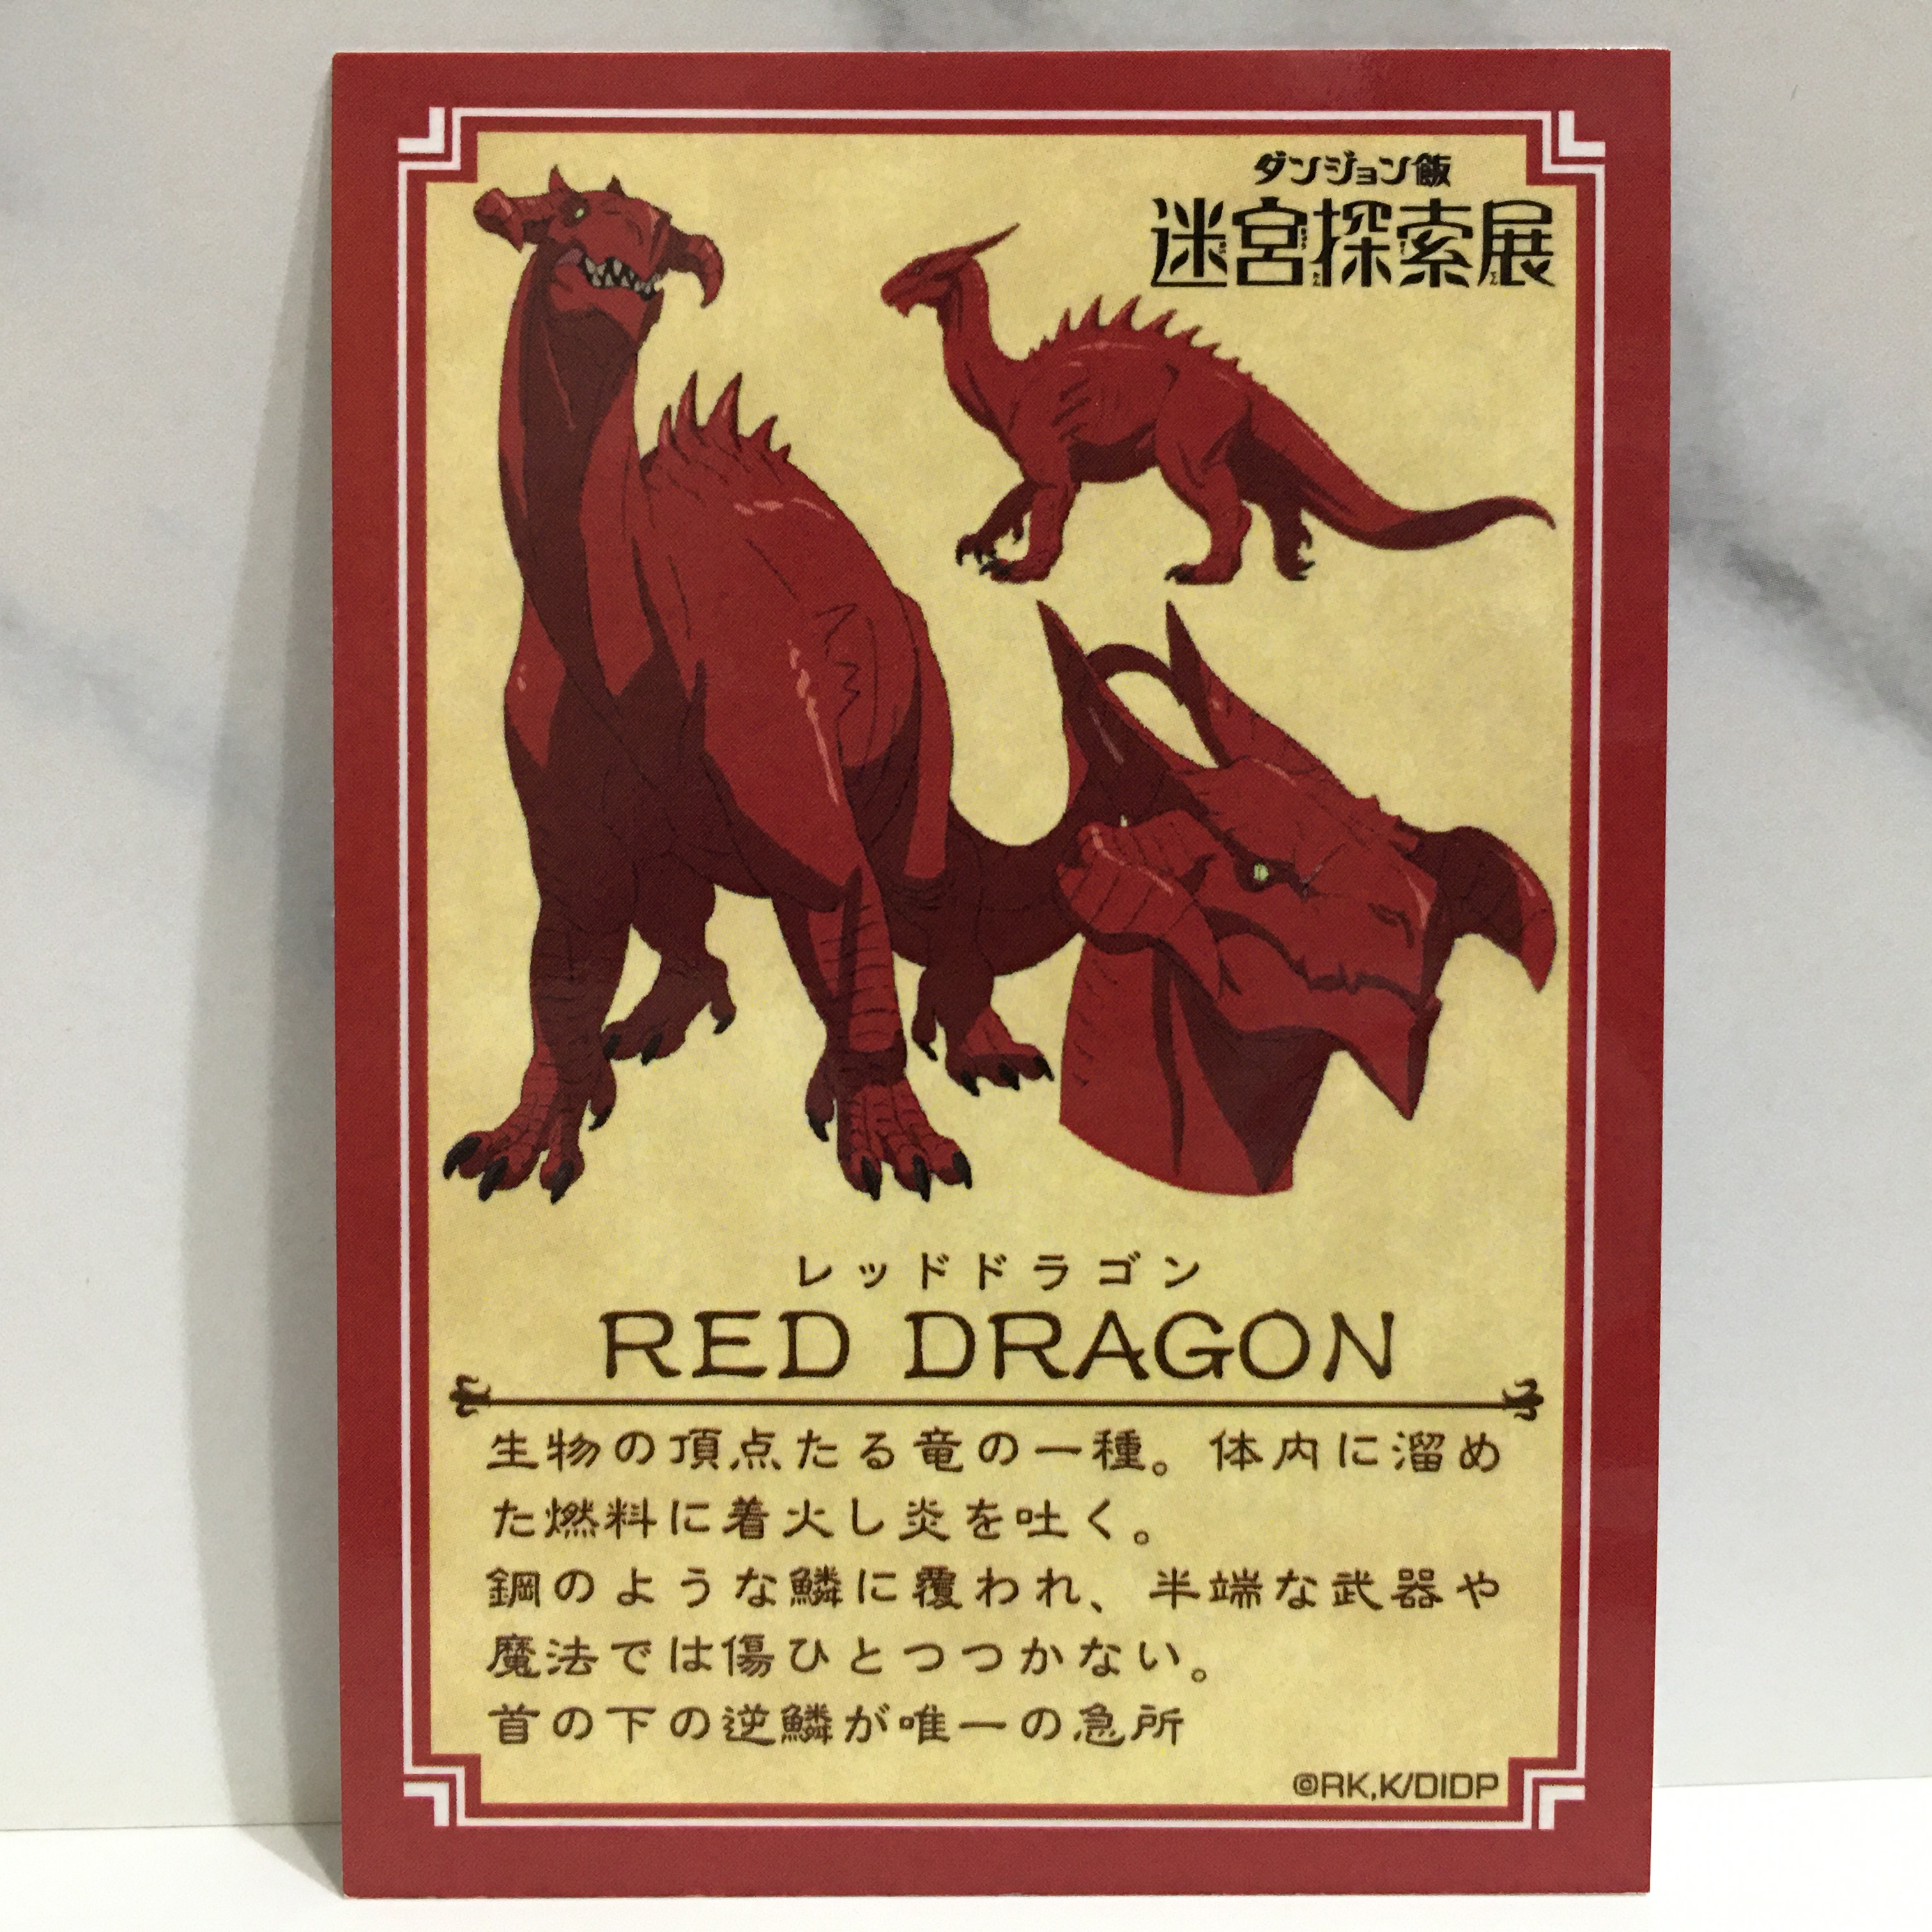 ダンジョン飯
迷宮探索展
レッドドラゴン
RED DRAGON
生物の頂点たる竜の一種。体内に溜め
た燃料に着火し炎を吐く。
鋼のような鱗に覆われ、半端な武器や
魔法では傷ひとつつかない。
首の下の逆鱗が唯一の急所
©RK,K/DIDP